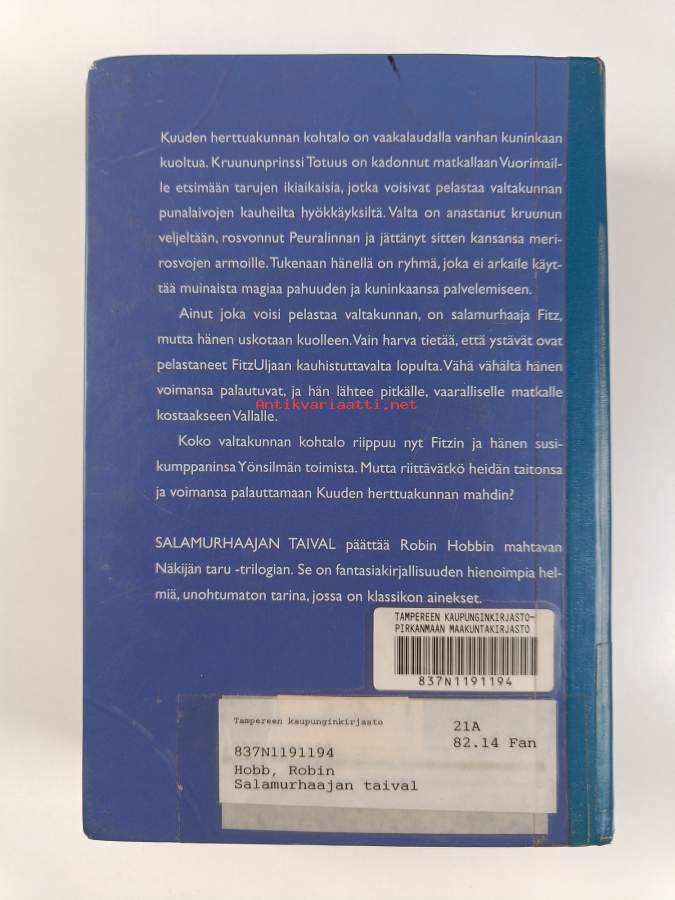 Kuuden herttuakunnan kohtalo on vaakalaudalla vanhan kuninkaan
kuoltua. Kruununprinssi Totuus on kadonnut matkallaan Vuorimail-
le etsimään tarujen ikiaikaisia, jotka voisivat pelastaa valtakunnan
punalaivojen kauheilta hyökkäyksiltä. Valta on anastanut kruunun
veljeltään, rosvonnut Peuralinnan ja jättänyt sitten kansansa meri-
rosvojen armoille. Tukenaan hänellä on ryhmä, joka ei arkaile käyt-
tää muinaista magiaa pahuuden ja kuninkaansa palvelemiseen.
Ainut joka voisi pelastaa valtakunnan, on salamurhaaja Fitz,
mutta hänen uskotaan kuolleen. Vain harva tietää, että ystävät ovat
pelastaneet FitzUljaan kauhistuttavalta lopulta. Vähä vähältä hänen
voimansa palautuvat, ja hän lähtee pitkälle, vaaralliselle matkalle
Antikvariaatti.net
kostaakseen Vallalle.
Koko valtakunnan kohtalo riippuu nyt Fitzin ja hänen susi-
kumppaninsa Yönsilmän toimista. Mutta riittävätkö heidän taitonsa
ja voimansa palauttamaan Kuuden herttuakunnan mahdin?
SALAMURHAAJAN TAIVAL päättää Robin Hobbin mahtavan
Näkijän taru -trilogian. Se on fantasiakirjallisuuden hienoimpia hel-
miä, unohtumaton tarina, jossa on klassikon ainekset.
TAMPEREEN KAUPUNGINKIRJASTO-
PIRKANMAAN MAAKUNTAKIRJASTO
837N1191194
Tampereen kaupunginkirjasto
21A
82.14 Fan
837N1191194
Hobb, Robin
Salamurhaajan taival